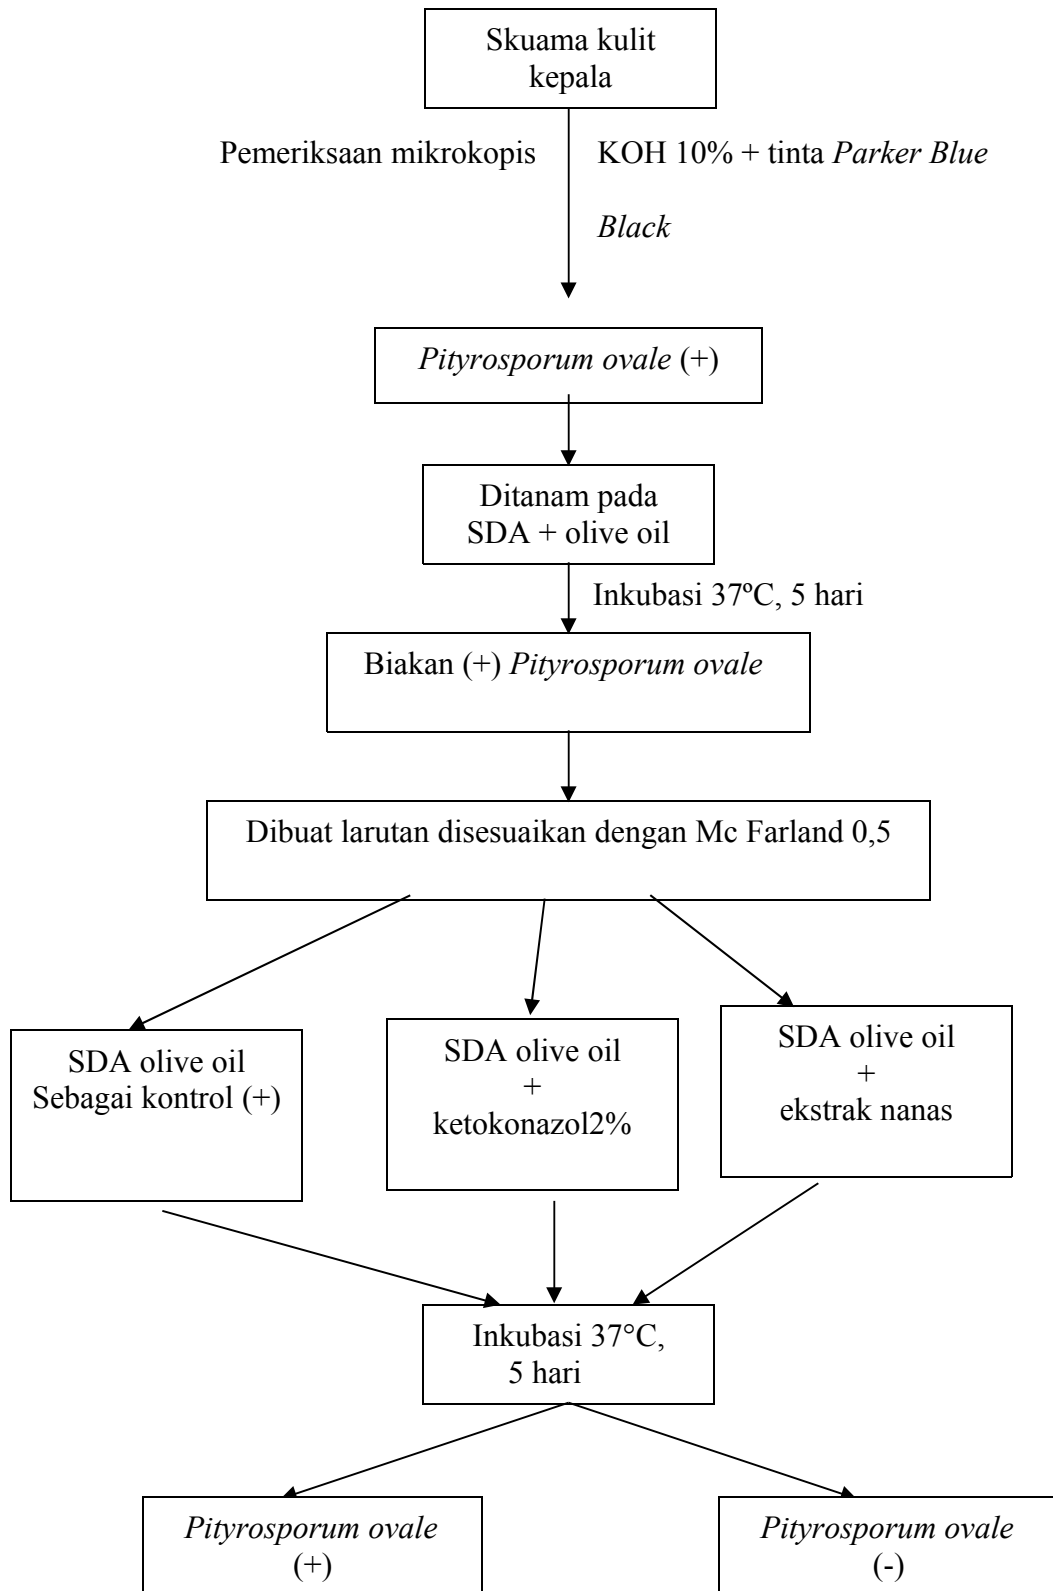 Skuama kulit
kepala
Pemeriksaan mikrokopis
KOH 10% + tinta Parker Blue
Black
Pityrosporum ovale (+)
Ditanam pada
SDA + olive oil
Inkubasi 37ºC, 5 hari
Biakan (+) Pityrosporum ovale
Dibuat larutan disesuaikan dengan Mc Farland 0,5
SDA olive oil
Sebagai kontrol (+)
SDA olive oil
+
ketokonazol2%
SDA olive oil
+
ekstrak nanas
Inkubasi 37°C,
5 hari
Pityrosporum ovale
(+)
Pityrosporum ovale
(-)